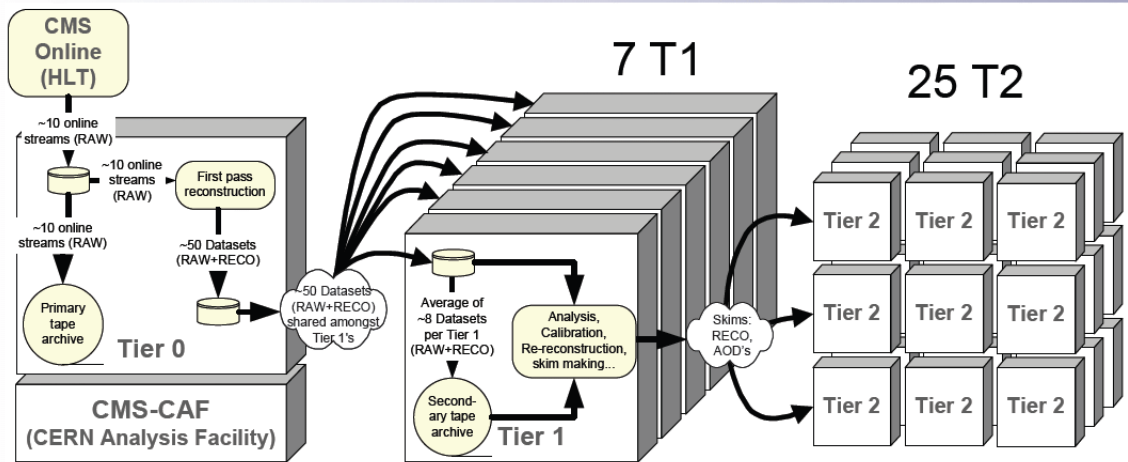 CMS
Online
(HLT)
~10 online
streams (RAW)
~10 online
streams
(RAW)
First pass
reconstruction
~10 online
streams (RAW)
~50 Datasets
(RAW+RECO)
Primary
tape
archive
Tier 0
CMS-CAF
(CERN Analysis Facility)
~50 Datasets
(RAW+RECO)
shared amongst
Tier 1's
7 T1
Average of
~8 Datasets
per Tier 1
(RAW+RECO)
Analysis,
Calibration,
Re-reconstruction,
skim making...
Second-
ary tape
archive
Tier 1
Skims:
RECO,
AOD's
25 T2
Tier 2
Tier 2
Tier 2
Tier 2
Tier 2
Tier 2
Tier 2
Tier 2
Tier 2